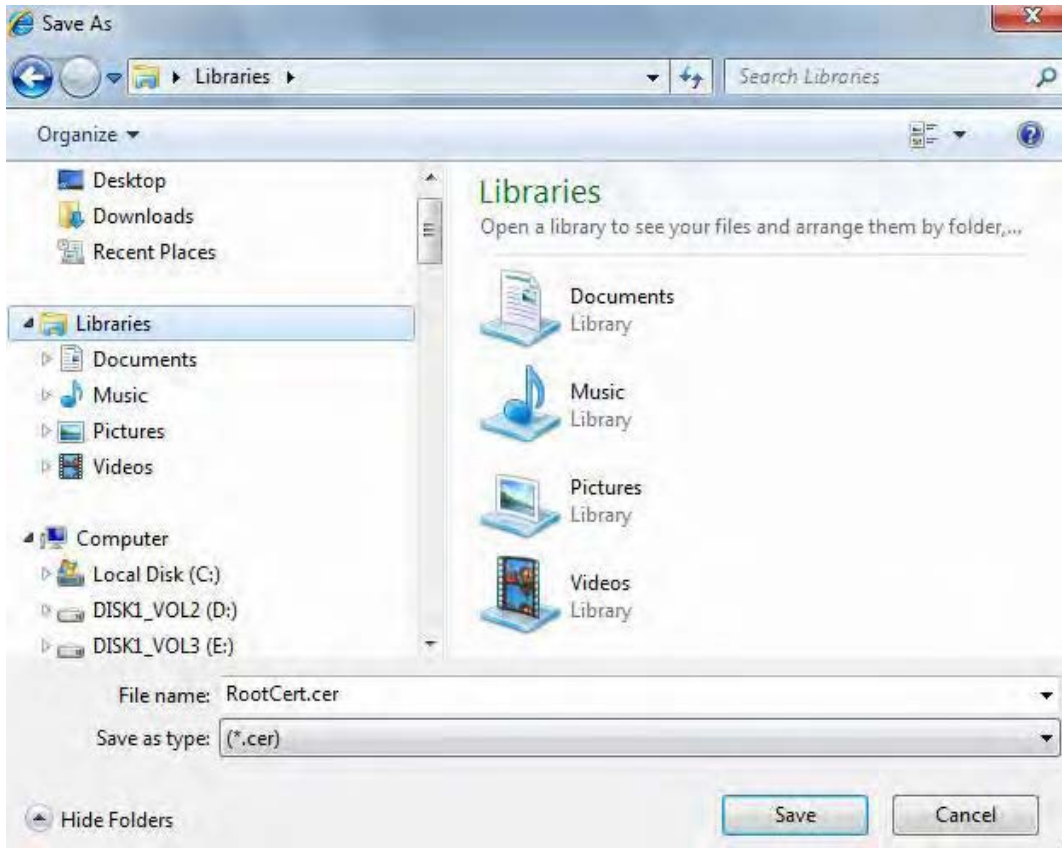 Save As
Libraries
Search Libraries
Organize
Desktop
Downloads
Recent Places
Libraries
Documents
Music
Pictures
Videos
Computer
Local Disk (C:)
DISK1_VOL2 (D:)
DISK1_VOL3 (E:)
Libraries
Open a library to see your files and arrange them by folder,...
Documents
Library
Music
Library
Pictures
Library
Videos
Library
File name: RootCert.cer
Save as type: (*.cer)
Hide Folders
Save
Cancel